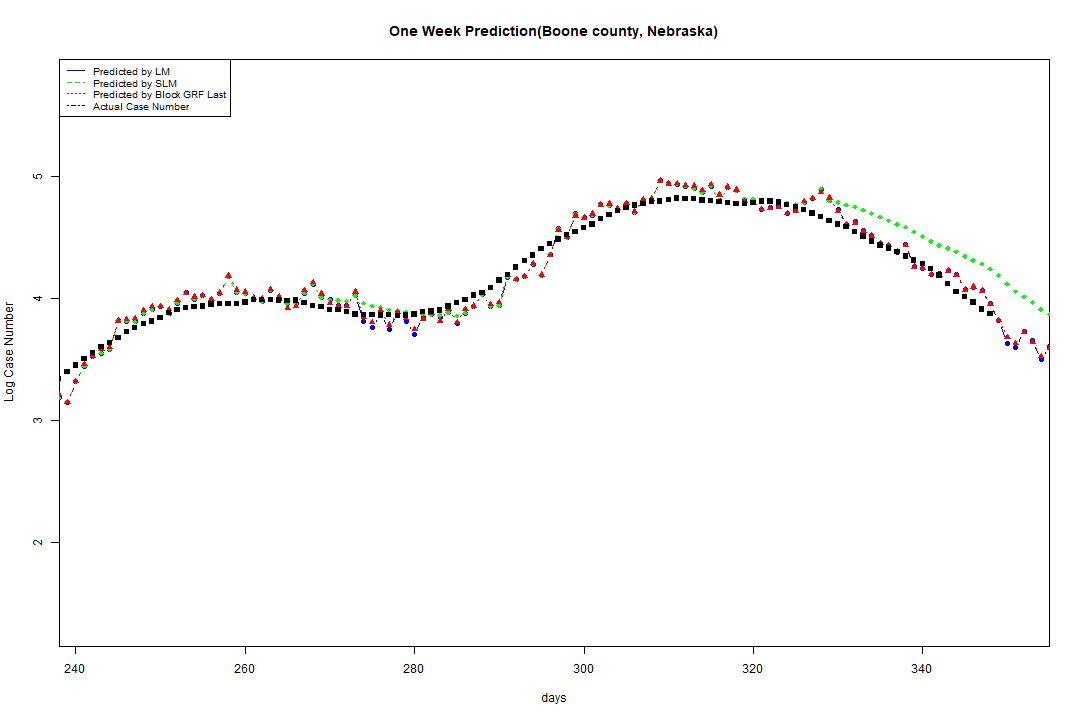 One Week Prediction(Boone county, Nebraska)
Predicted by LM
Predicted by SLM
Predicted by Block GRF Last
Actual Case Number
5
4
3
2
Log Case Number
240 260 280 300 320 340
days